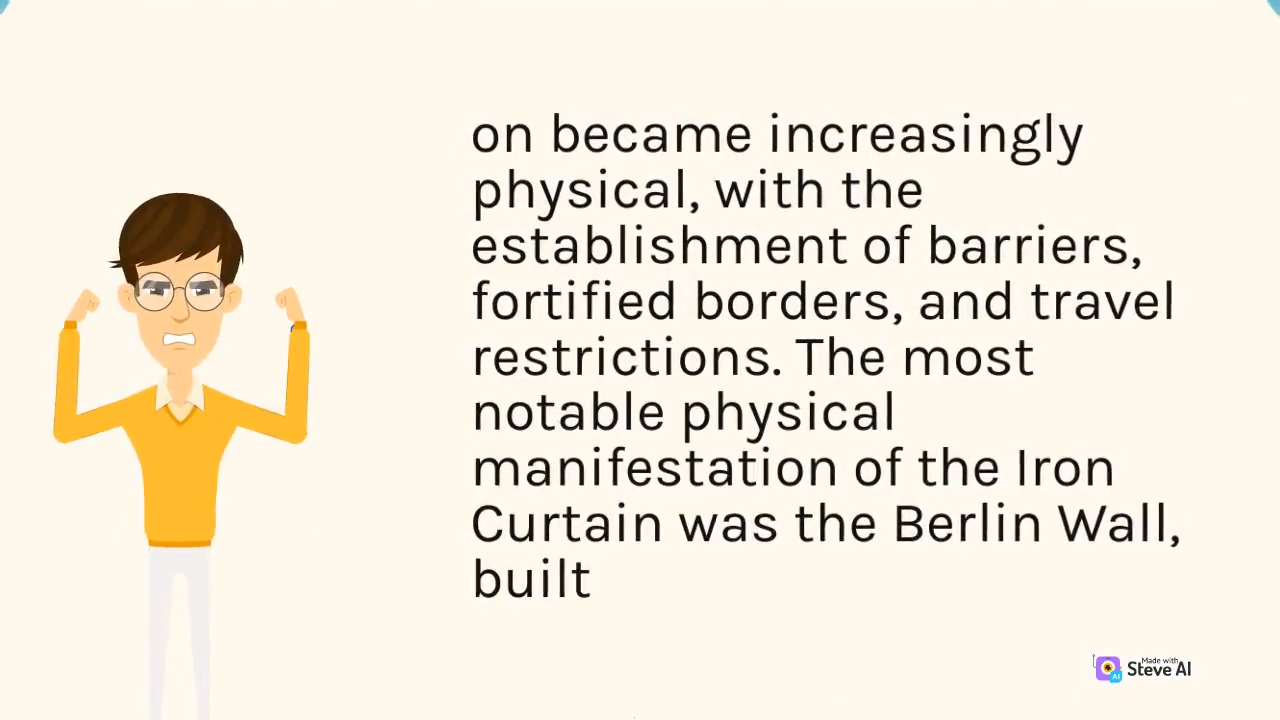 on became increasingly
physical, with the
establishment of barriers,
fortified borders, and travel
restrictions. The most
notable physical
manifestation of the Iron
Curtain was the Berlin Wall,
built
Made with
AI Steve AI